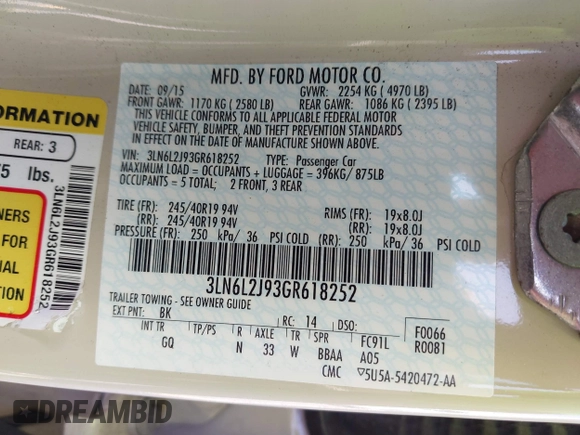 MFD. BY FORD MOTOR CO.
09/15 GVWR: 2254 KG ( 4970 LB)
FRONT GAWR: 1170 KG ( 2580 LB) REAR GAWR: 1086 KG ( 2395 LB)
THIS VEHICLE CONFORMS TO ALL APPLICABLE FEDERAL MOTOR
VEHICLE SAFETY, BUMPER, AND THEFT PREVENTION STANDARDS
IN EFFECT ON THE DATE OF MANUFACTURE SHOWN ABOVE.
VIN: 3LN6L2J93GR618252 TYPE: Passenger Car
MAXIMUM LOAD = OCCUPANTS + LUGGAGE = 396KG/ 875LB
OCCUPANTS = 5 TOTAL; 2 FRONT, 3 REAR
TIRE (FR): 245/40R19 94V RIMS (FR): 19x8.0J
(RR): 245/40R19 94V (RR): 19x8.0J
PRESSURE (FR): 250 kPa/ 36 PSI COLD (RR): 250 kPa/ 36 PSI COLD
3LN6L2J93GR618252
TRAILER TOWING - SEE OWNER GUIDE
EXT PNT: BK RC: 14 DSO: F0066
R0081
INT TR TP/PS R AXLE TR SPR FC91L
GQ N 33 W BBAA A05
CMC 5U5A-5420472-AA
FORMATION
REAR: 3
75 lbs.
NERS
FOR
NAL
TION
3LN6L2J93GR618252
DREAMBID